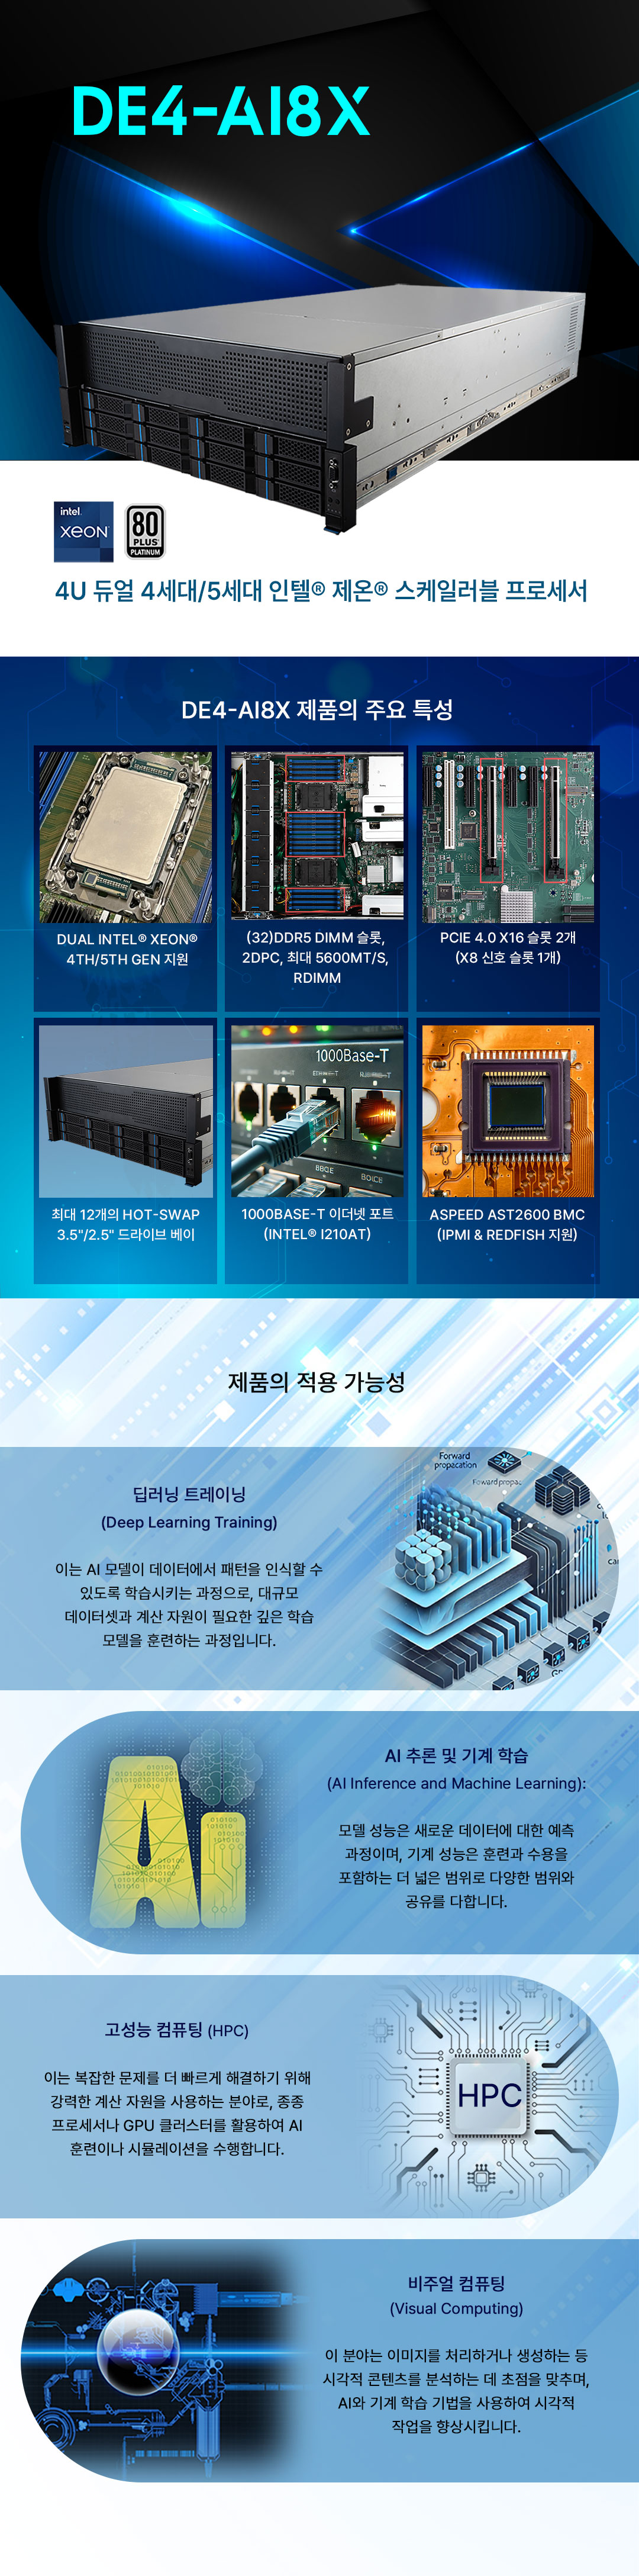 DE4-AI8X
intel
xeon
80
PLUS
PLATINUM
4U 듀얼 4세대/5세대 인텔® 제온® 스케일러블 프로세서
DE4-AI8X 제품의 주요 특성
DUAL INTEL® XEON®
4TH/5TH GEN 지원
(32)DDR5 DIMM 슬롯,
2DPC, 최대 5600MT/S,
RDIMM
PCIE 4.0 X16 슬롯 2개
(X8 신호 슬롯 1개)
1000Base-T
최대 12개의 HOT-SWAP
3.5"/2.5" 드라이브 베이
1000BASE-T 이더넷 포트
(INTEL® I210AT)
ASPEED AST2600 BMC
(IPMI & REDFISH 지원)
제품의 적용 가능성
Forward
propacation
Foward propac
딥러닝 트레이닝
(Deep Learning Training)
이는 AI 모델이 데이터에서 패턴을 인식할 수
있도록 학습시키는 과정으로, 대규모
데이터셋과 계산 자원이 필요한 깊은 학습
모델을 훈련하는 과정입니다.
AI 추론 및 기계 학습
(AI Inference and Machine Learning):
모델 성능은 새로운 데이터에 대한 예측
과정이며, 기계 성능은 훈련과 수용을
포함하는 더 넓은 범위로 다양한 범위와
공유를 다합니다.
고성능 컴퓨팅 (HPC)
이는 복잡한 문제를 더 빠르게 해결하기 위해
강력한 계산 자원을 사용하는 분야로, 종종
프로세서나 GPU 클러스터를 활용하여 AI
훈련이나 시뮬레이션을 수행합니다.
HPC
비주얼 컴퓨팅
(Visual Computing)
이 분야는 이미지를 처리하거나 생성하는 등
시각적 콘텐츠를 분석하는 데 초점을 맞추며,
AI와 기계 학습 기법을 사용하여 시각적
작업을 향상시킵니다.